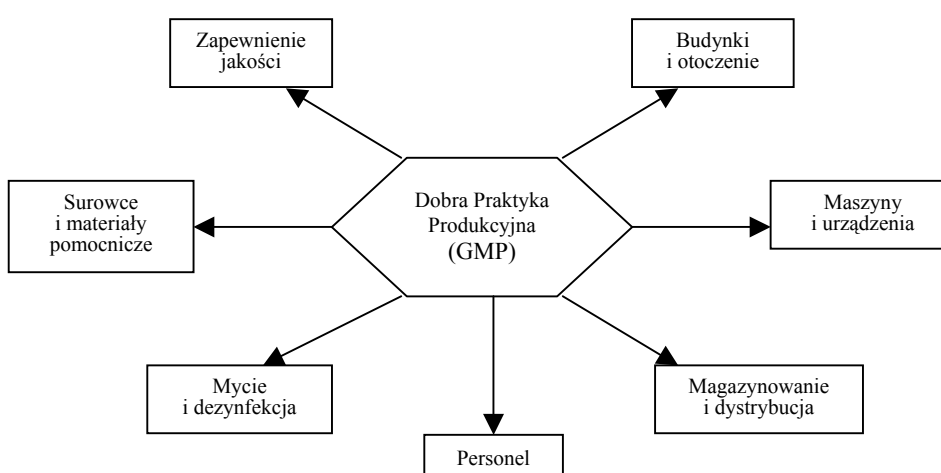 Zapewnienie
jakości
Budynki
i otoczenie
Surowce
i materiały
pomocnicze
Dobra Praktyka
Produkcyjna
(GMP)
Maszyny
i urządzenia
Mycie
i dezynfekcja
Magazynowanie
i dystrybucja
Personel